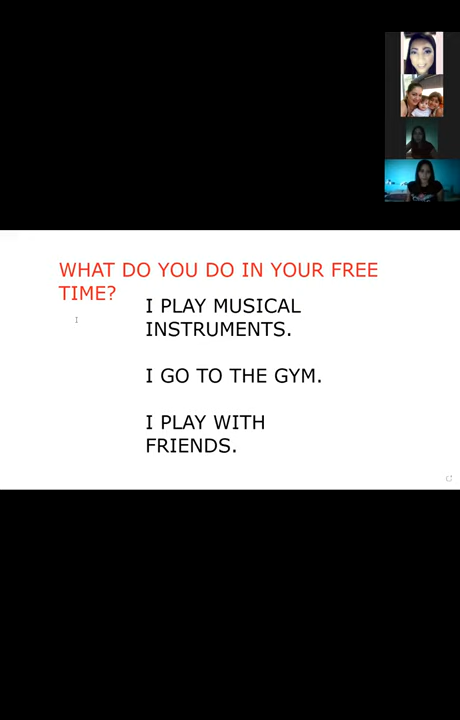 WHAT DO YOU DO IN YOUR FREE
TIME?
I PLAY MUSICAL
INSTRUMENTS.
I GO TO THE GYM.
I PLAY WITH
FRIENDS.